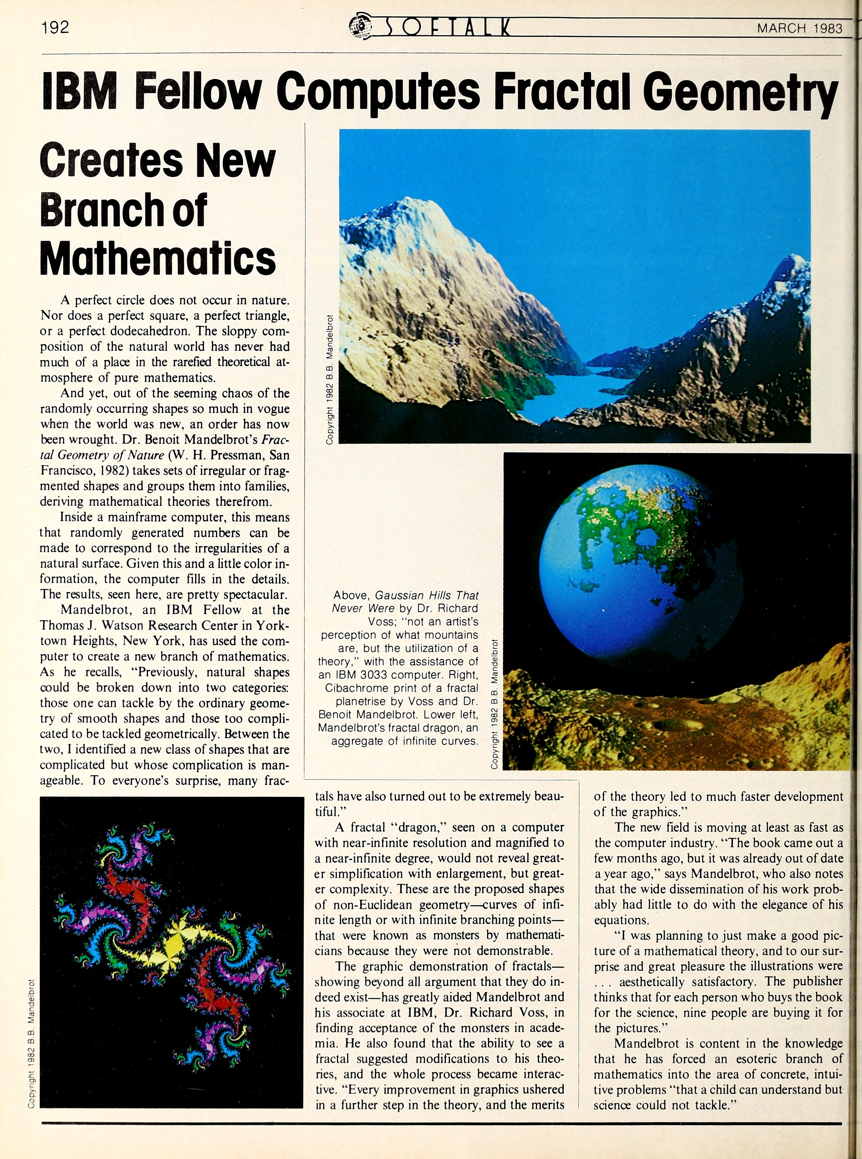 192
SOFTALK
MARCH 1983
IBM Fellow Computes Fractal Geometry
Creates New
Branch of
Mathematics
A perfect circle does not occur in nature.
Nor does a perfect square, a perfect triangle,
or a perfect dodecahedron. The sloppy com-
position of the natural world has never had
much of a place in the rarefied theoretical at-
mosphere of pure mathematics.
And yet, out of the seeming chaos of the
randomly occurring shapes so much in vogue
when the world was new, an order has now
been wrought. Dr. Benoit Mandelbrot's Frac-
tal Geometry of Nature (W. H. Pressman, San
Francisco, 1982) takes sets of irregular or frag-
mented shapes and groups them into families,
deriving mathematical theories therefrom.
Inside a mainframe computer, this means
that randomly generated numbers can be
made to correspond to the irregularities of a
natural surface. Given this and a little color in-
formation, the computer fills in the details.
The results, seen here, are pretty spectacular.
Mandelbrot, an IBM Fellow at the
Thomas J. Watson Research Center in York-
town Heights, New York, has used the com-
puter to create a new branch of mathematics.
As he recalls, "Previously, natural shapes
could be broken down into two categories:
those one can tackle by the ordinary geome-
try of smooth shapes and those too compli-
cated to be tackled geometrically. Between the
two, I identified a new class of shapes that are
complicated but whose complication is man-
ageable. To everyone's surprise, many frac-
Copyright 1982 B.B. Mandelbrot
Above, Gaussian Hills That
Never Were by Dr. Richard
Voss; "not an artist's
perception of what mountains
are, but the utilization of a
theory," with the assistance of
an IBM 3033 computer. Right,
Cibachrome print of a fractal
planetrise by Voss and Dr.
Benoit Mandelbrot. Lower left,
Mandelbrot's fractal dragon, an
aggregate of infinite curves.
Copyright 1982 B.B. Mandelbrot
Copyright 1982 B.B. Mandelbrot
tals have also turned out to be extremely beau-
tiful."
A fractal "dragon," seen on a computer
with near-infinite resolution and magnified to
a near-infinite degree, would not reveal great-
er simplification with enlargement, but great-
er complexity. These are the proposed shapes
of non-Euclidean geometry—curves of infi-
nite length or with infinite branching points—
that were known as monsters by mathemati-
cians because they were not demonstrable.
The graphic demonstration of fractals—
showing beyond all argument that they do in-
deed exist—has greatly aided Mandelbrot and
his associate at IBM, Dr. Richard Voss, in
finding acceptance of the monsters in acade-
mia. He also found that the ability to see a
fractal suggested modifications to his theo-
ries, and the whole process became interac-
tive. "Every improvement in graphics ushered
in a further step in the theory, and the merits
of the theory led to much faster development
of the graphics."
The new field is moving at least as fast as
the computer industry. "The book came out a
few months ago, but it was already out of date
a year ago," says Mandelbrot, who also notes
that the wide dissemination of his work prob-
ably had little to do with the elegance of his
equations.
"I was planning to just make a good pic-
ture of a mathematical theory, and to our sur-
prise and great pleasure the illustrations were
. . . aesthetically satisfactory. The publisher
thinks that for each person who buys the book
for the science, nine people are buying it for
the pictures."
Mandelbrot is content in the knowledge
that he has forced an esoteric branch of
mathematics into the area of concrete, intui-
tive problems "that a child can understand but
science could not tackle."